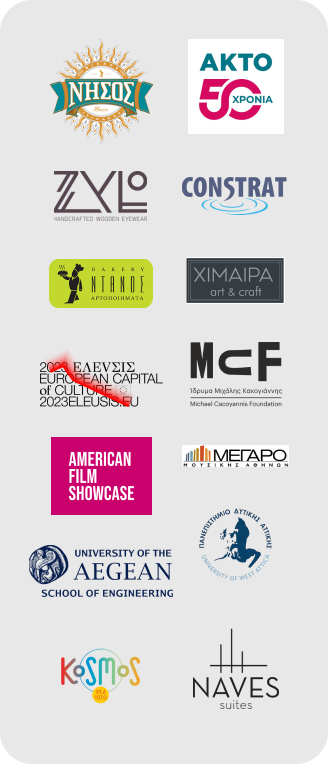 ΝΗΣΟΣ
AKTO
50
ΧΡΟΝΙΑ
ZYLO
HANDCRAFTED WOODEN EYEWEAR
CONSTRAT
BAKERY
ΝΤΑΝΟΣ
ΑΡΤΟΠΟΙΗΜΑΤΑ
ΧΙΜΑΙΡΑ
art & craft
2023 ΕΛΕVΣΙΣ
EUROPEAN CAPITAL
of CULTURE
2023ELEUSIS.EU
McF
Ίδρυμα Μιχάλης Κακογιάννης
Michael Cacoyannis Foundation
AMERICAN
FILM
SHOWCASE
ΜΕΓΑΡΟ
ΜΟΥΣΙΚΗΣ ΑΘΗΝΩΝ
UNIVERSITY OF THE
AEGEAN
SCHOOL OF ENGINEERING
ΠΑΝΕΠΙΣΤΗΜΙΟ ΔΥΤΙΚΗΣ ΑΤΤΙΚΗΣ
UNIVERSITY OF WEST ATTICA
KOSMOS
NAVES
suites